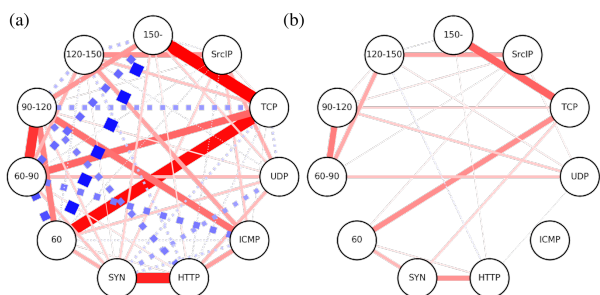 (a)
150-
120-150
SrcIP
90-120
TCP
60-90
UDP
60
ICMP
SYN
HTTP
(b)
150-
120-150
SrcIP
90-120
TCP
60-90
UDP
60
ICMP
SYN
HTTP